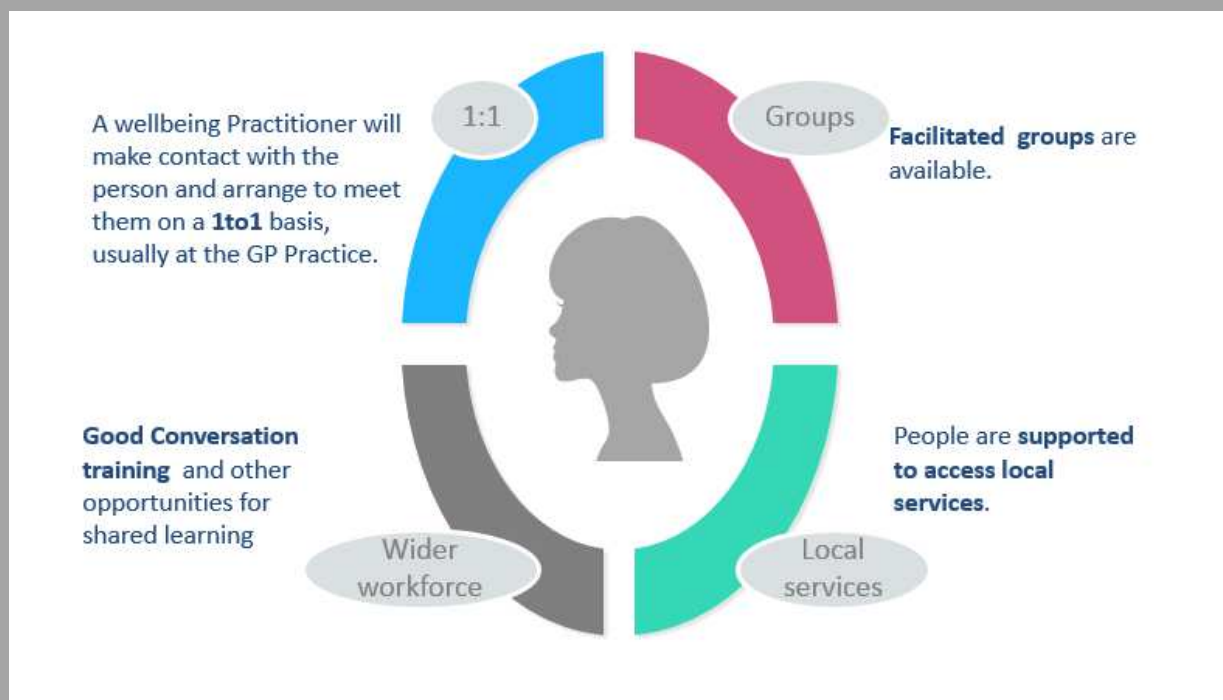 1:1
A wellbeing Practitioner will
make contact with the
person and arrange to meet
them on a 1to1 basis,
usually at the GP Practice.
Groups
Facilitated  groups are
available.
Good Conversation
training  and other
opportunities for
shared learning
Wider
workforce
People are supported
to access local
services.
Local
services